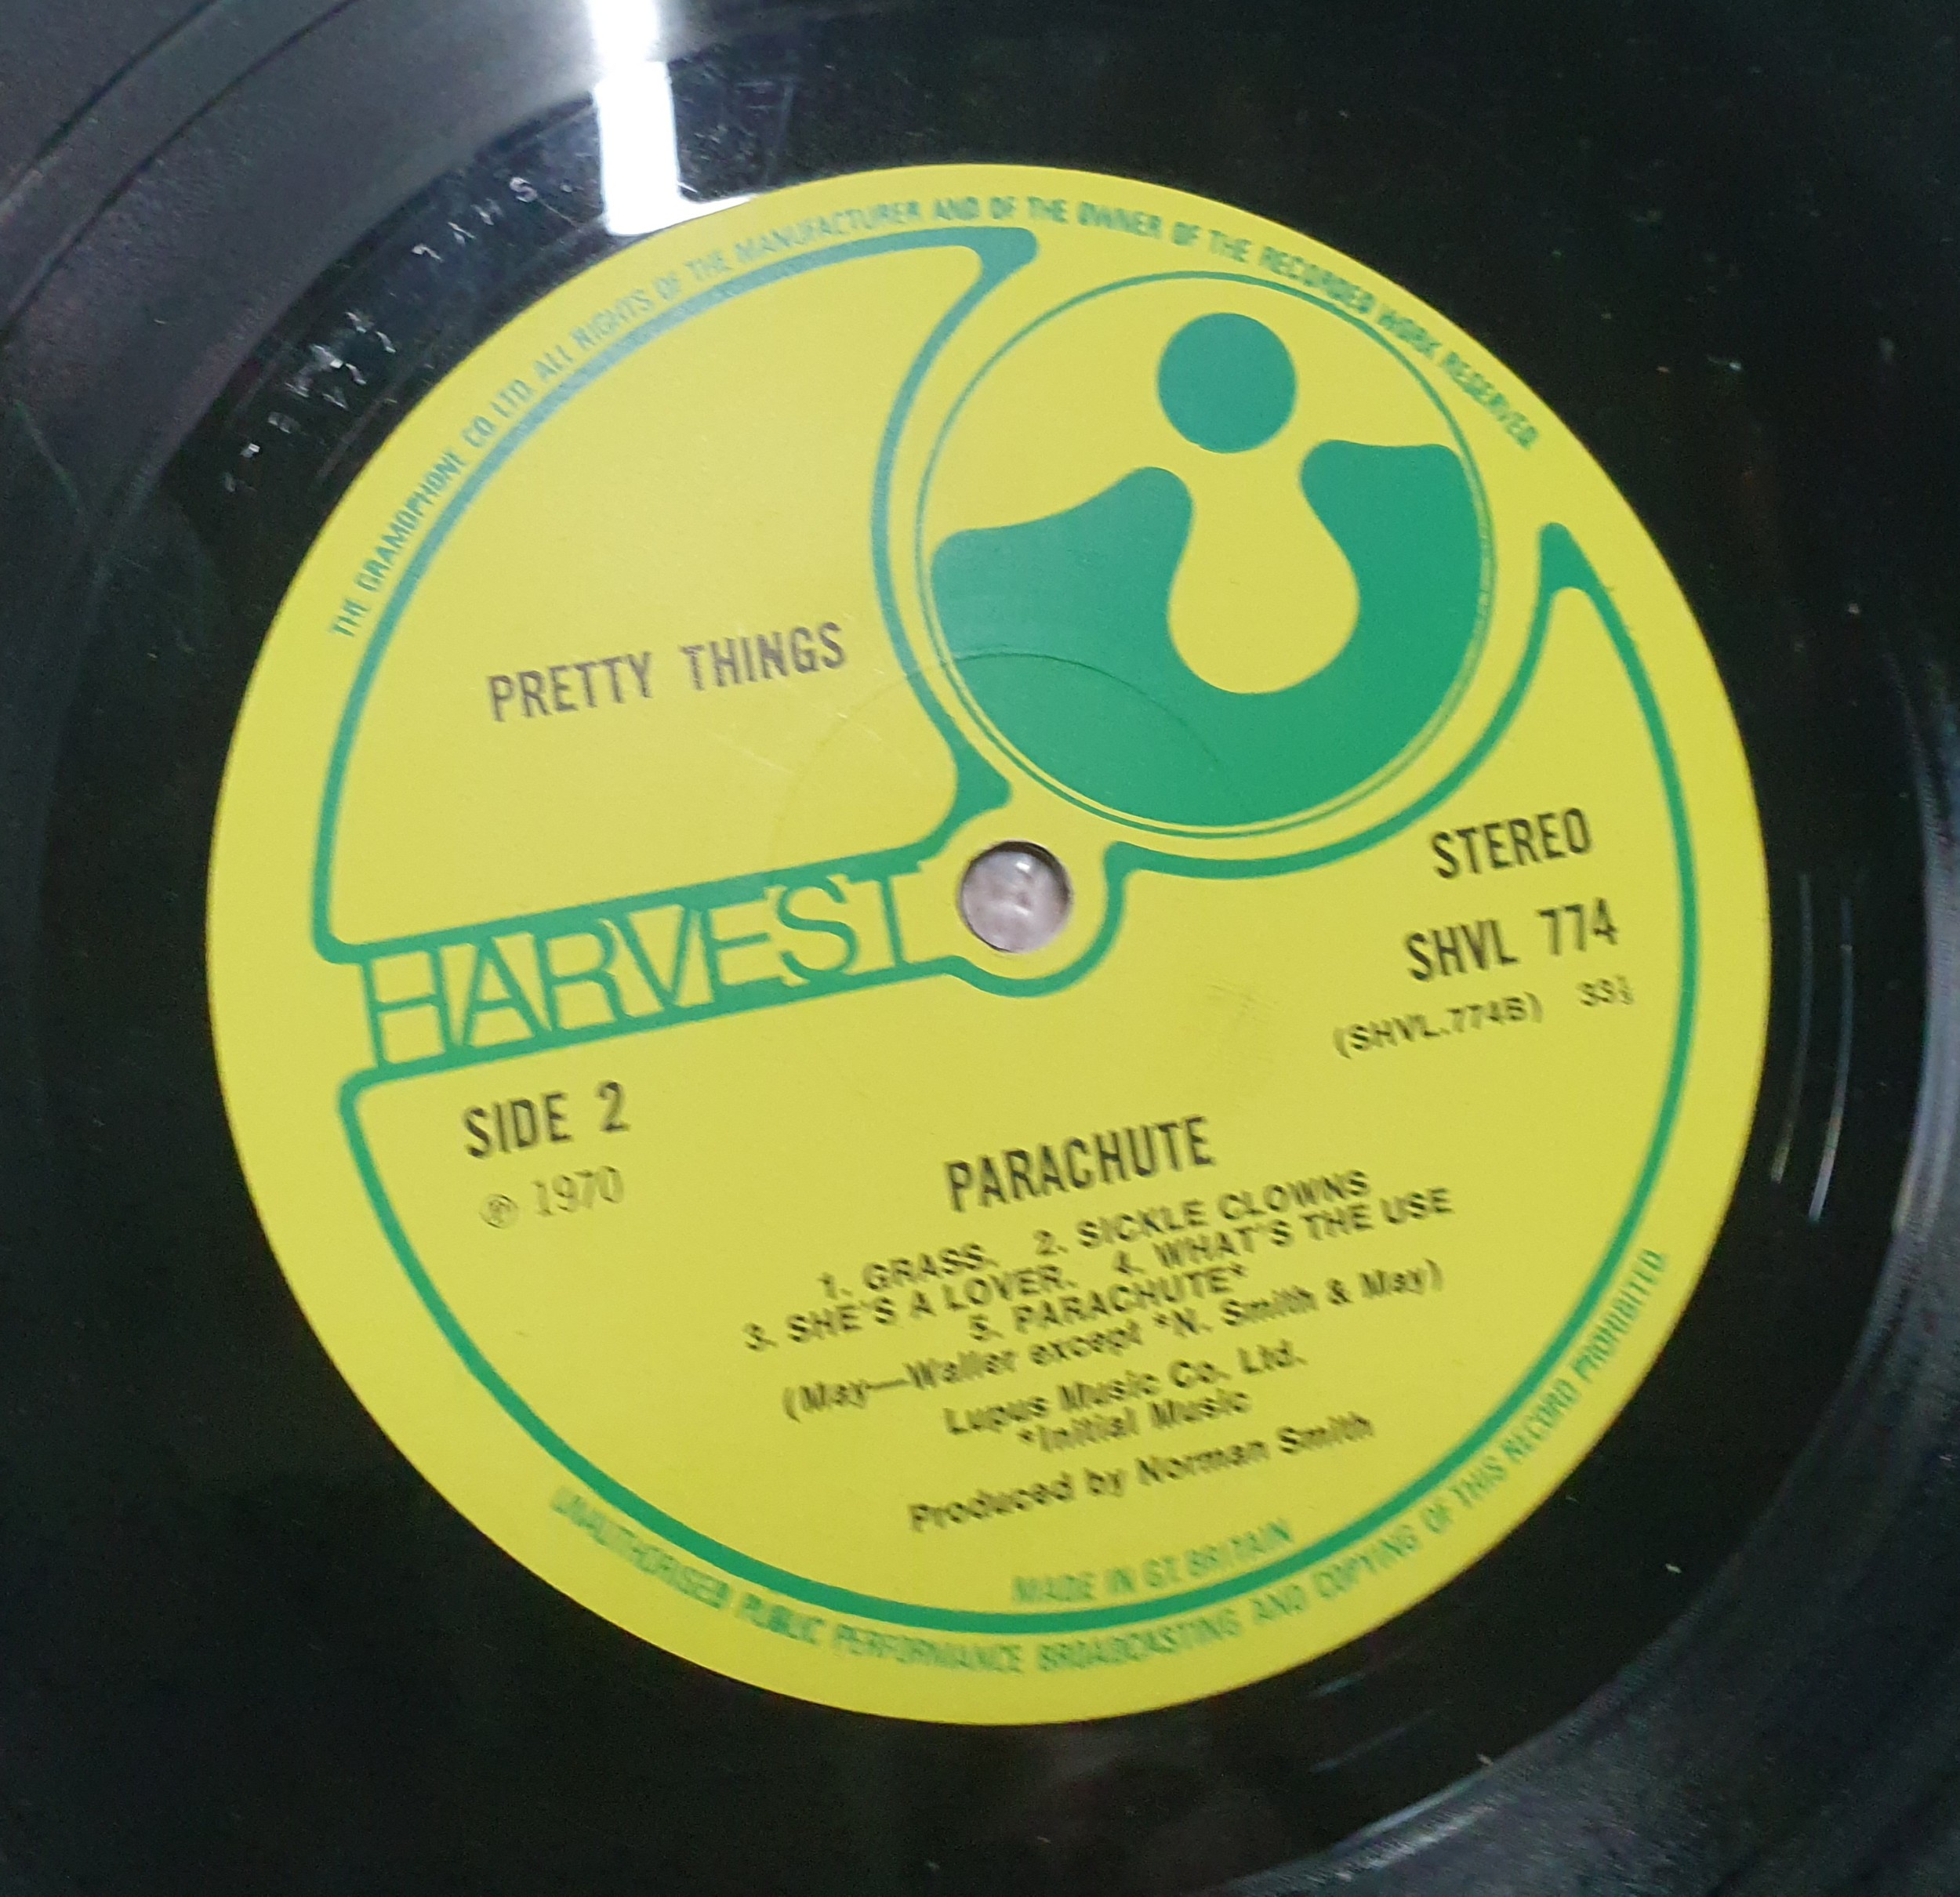 THE GRAMOPHONE CO LTD. ALL RIGHTS OF THE MANUFACTURER AND OF THE OWNER OF THE RECORDED WORK RESERVED
PRETTY THINGS
HARVEST
STEREO
SHVL 774
(SHVL.774B) 33⅓
SIDE 2
℗ 1970
PARACHUTE
1. GRASS. 2. SICKLE CLOWNS
3. SHE'S A LOVER. 4. WHAT'S THE USE
5. PARACHUTE*
(May—Waller except *N. Smith & May)
Lupus Music Co. Ltd.
*Initial Music
Produced by Norman Smith
MADE IN GT. BRITAIN
UNAUTHORISED PUBLIC PERFORMANCE BROADCASTING AND COPYING OF THIS RECORD PROHIBITED